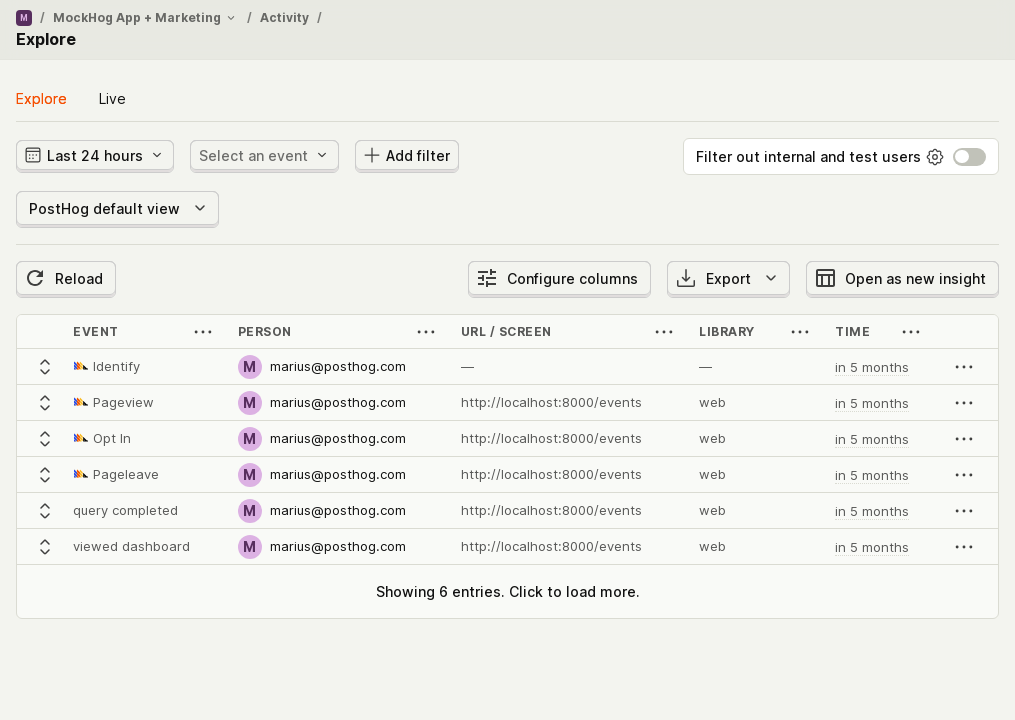 M / MockHog App + Marketing / Activity /
Explore
Explore Live
Last 24 hours Select an event Add filter Filter out internal and test users
PostHog default view
Reload Configure columns Export Open as new insight
EVENT PERSON URL / SCREEN LIBRARY TIME
Identify M marius@posthog.com — — in 5 months
Pageview M marius@posthog.com http://localhost:8000/events web in 5 months
Opt In M marius@posthog.com http://localhost:8000/events web in 5 months
Pageleave M marius@posthog.com http://localhost:8000/events web in 5 months
query completed M marius@posthog.com http://localhost:8000/events web in 5 months
viewed dashboard M marius@posthog.com http://localhost:8000/events web in 5 months
Showing 6 entries. Click to load more.